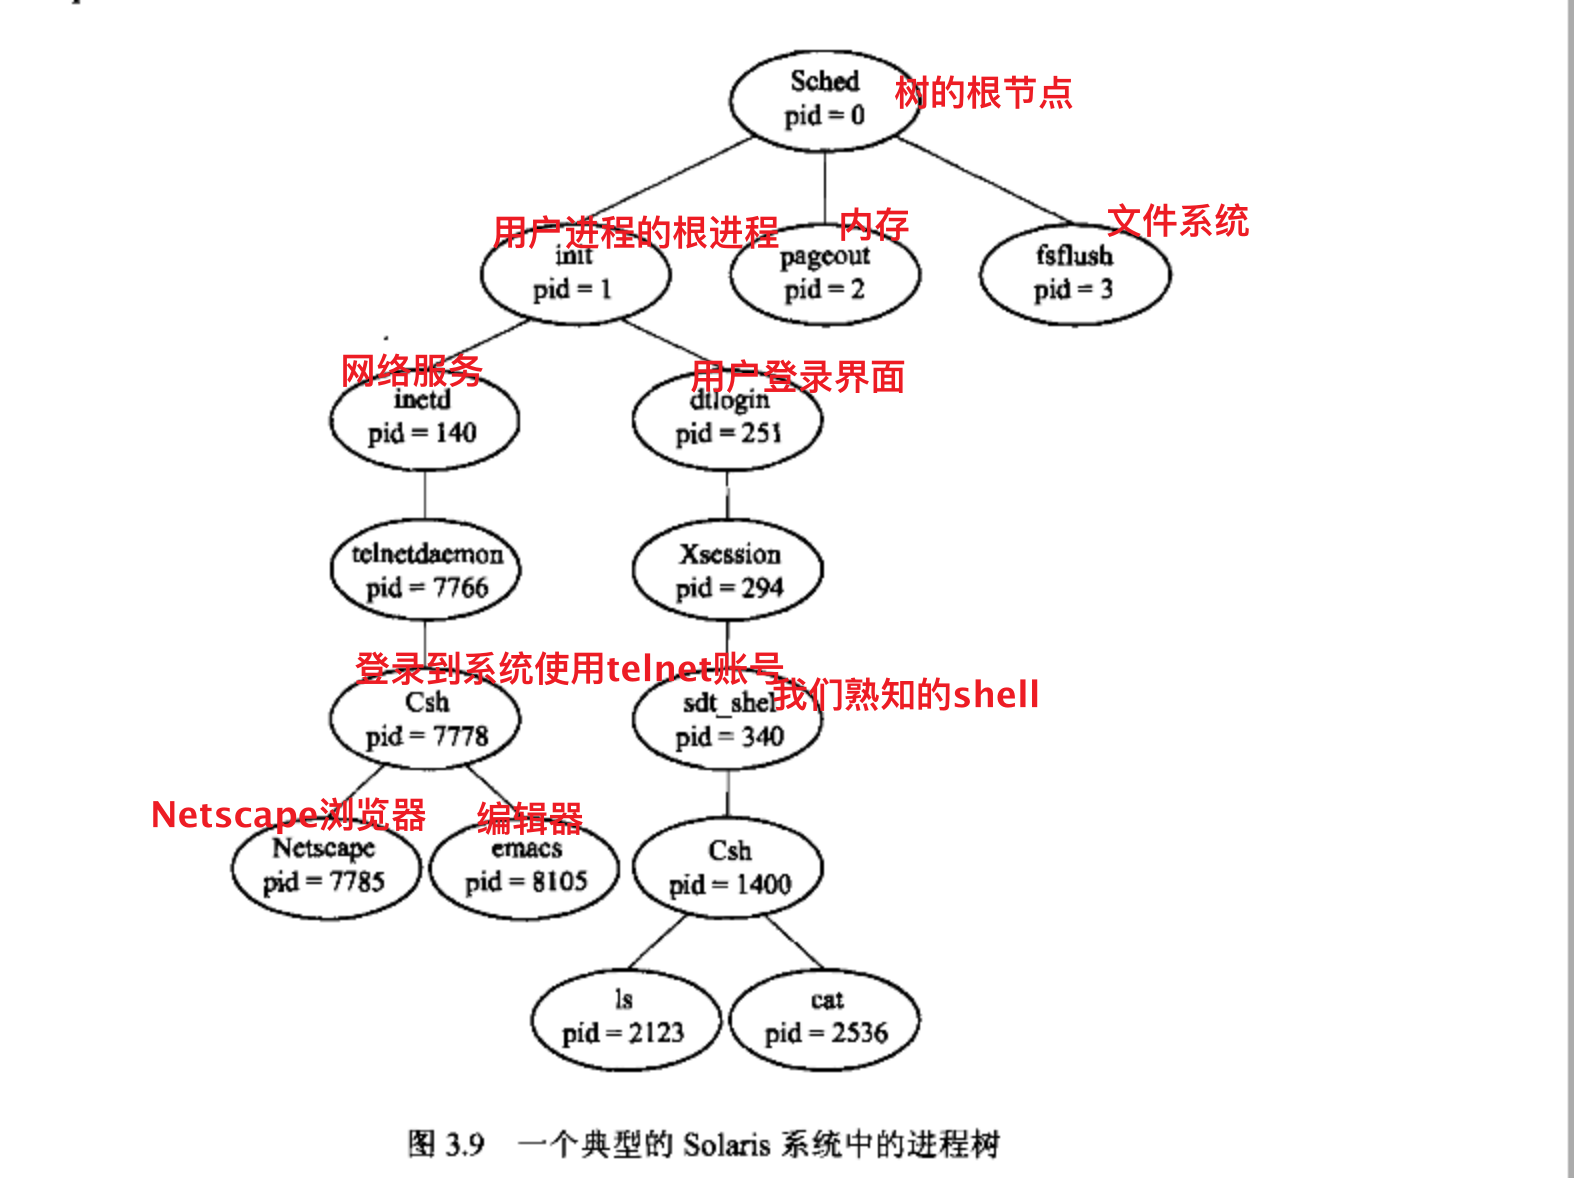 Sched
pid = 0
树的根节点
用户进程的根进程
init
pid = 1
内存
pageout
pid = 2
文件系统
fsflush
pid = 3
网络服务
inetd
pid = 140
用户登录界面
dtlogin
pid = 251
telnetdaemon
pid = 7766
Xsession
pid = 294
登录到系统使用telnet账号
Csh
pid = 7778
sdt_shel
pid = 340
我们熟知的shell
Netscape浏览器
Netscape
pid = 7785
编辑器
emacs
pid = 8105
Csh
pid = 1400
ls
pid = 2123
cat
pid = 2536
图 3.9 一个典型的 Solaris 系统中的进程树